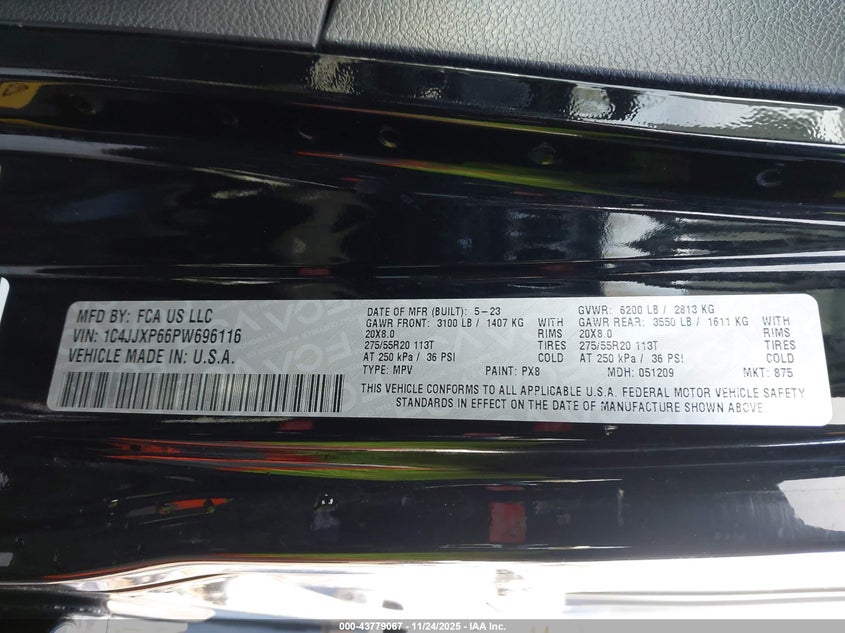 MFD BY: FCA US LLC
VIN: 1C4JJXP66PW696116
VEHICLE MADE IN U.S.A.
DATE OF MFR (BUILT): 5-23 GVWR: 6200 LB / 2813 KG
GAWR FRONT: 3100 LB / 1407 KG GAWR REAR: 3550 LB / 1611 KG
20X8.0 RIMS 20X8.0 RIMS
275/55R20 113T TIRES 275/55R20 113T TIRES
AT 250 kPa / 36 PSI COLD AT 250 kPa / 36 PSI COLD
TYPE: MPV PAINT: PX8 MDH: 051209 MKT: 875
THIS VEHICLE CONFORMS TO ALL APPLICABLE U.S.A. FEDERAL MOTOR VEHICLE SAFETY
STANDARDS IN EFFECT ON THE DATE OF MANUFACTURE SHOWN ABOVE.
000-43779067 - 11/24/2025 - IAA Inc.